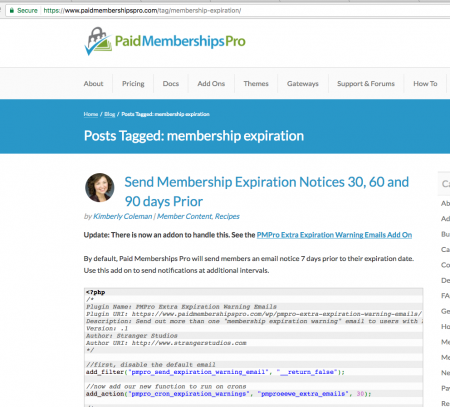 Secure https://www.paidmembershipspro.com/tag/membership-expiration/
PaidMembershipsPro
About Pricing Docs Add Ons Themes Gateways Support & Forums How To
Home / Blog / Posts Tagged: membership expiration
Posts Tagged: membership expiration
Send Membership Expiration Notices 30, 60 and
90 days Prior
by Kimberly Coleman | Member Content, Recipes
Update: There is now an addon to handle this. See the PMPro Extra Expiration Warning Emails Add On
By default, Paid Memberships Pro will send members an email notice 7 days prior to their expiration date.
Use this add on to send notifications at additional intervals.
<?php
/*
Plugin Name: PMPro Extra Expiration Warning Emails
Plugin URI: https://www.paidmembershipspro.com/wp/pmpro-extra-expiration-warning-emails/
Description: Send out more than one "membership expiration warning" email to users with
Version: .1
Author: Stranger Studios
Author URI: http://www.strangerstudios.com
*/
//first, disable the default email
add_filter("pmpro_send_expiration_warning_email", "__return_false");
//now add our new function to run on crons
add_action("pmpro_cron_expiration_warnings", "pmproeewe_extra_emails", 30);
Ca
Ab
Ad
Bu
Ca
Co
De
FA
Ge
Ho
Me
Me
Ne
Pa
Re